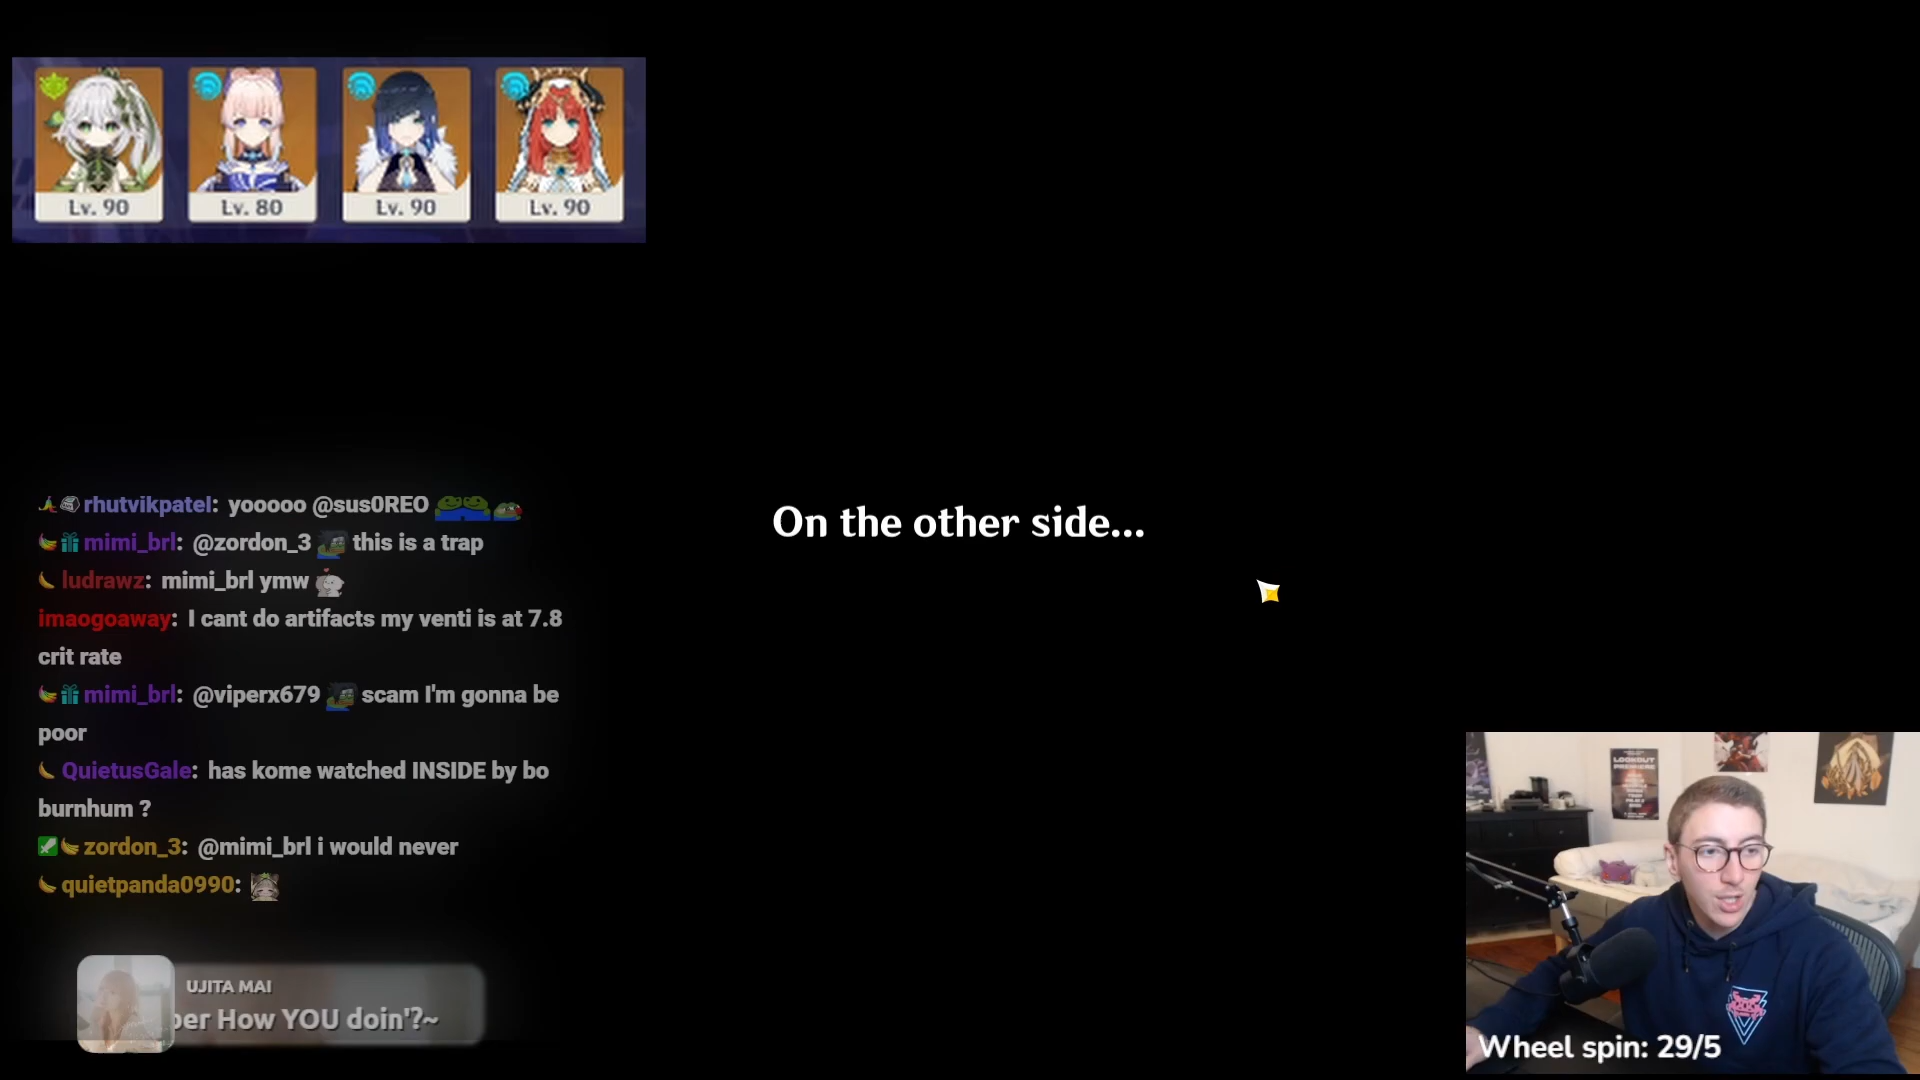 Lv. 90
Lv. 80
Lv. 90
Lv. 90
rhutvikpatel: yooooo @sus0REO
mimi_brl: @zordon_3 this is a trap
ludrawz: mimi_brl ymw
imaogoaway: I cant do artifacts my venti is at 7.8
crit rate
mimi_brl: @viperx679 scam I'm gonna be
poor
QuietusGale: has kome watched INSIDE by bo
burnhum ?
zordon_3: @mimi_brl i would never
quietpanda0990:
On the other side...
UJITA MAI
per How YOU doin'?~
LOOKOUT
PREMIERE
Wheel spin: 29/5